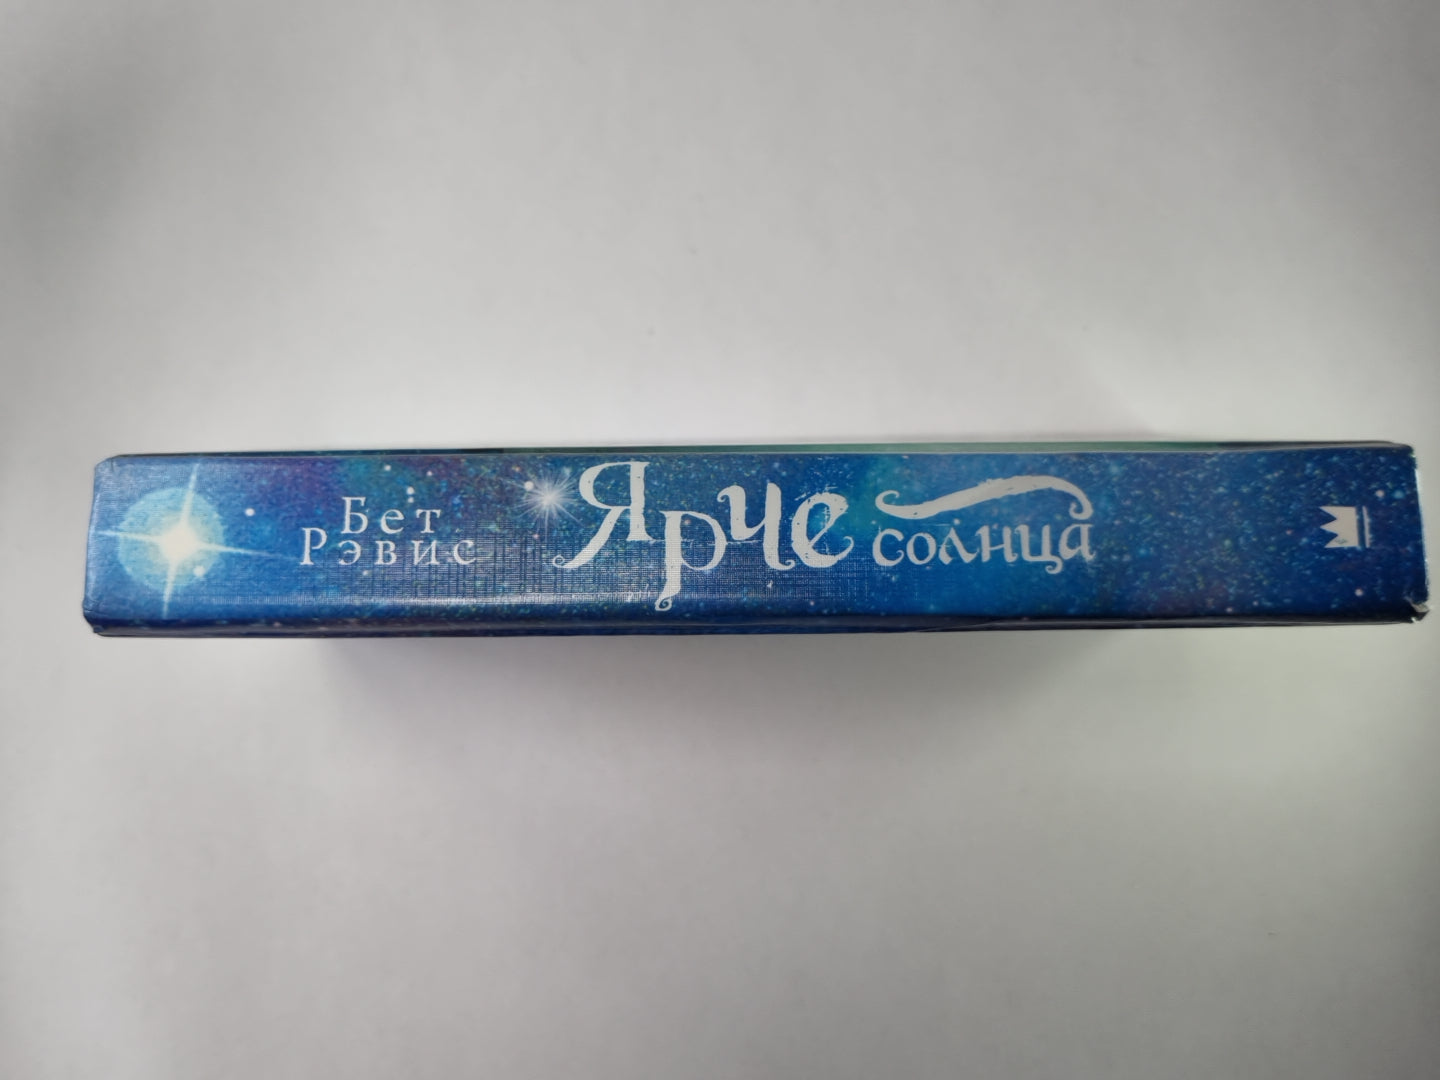 Бет
Рэвис
Ярче
солнца